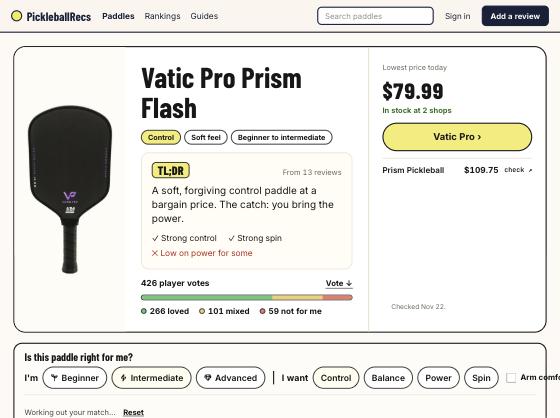 PickleballRecs Paddles Rankings Guides Search paddles Sign in Add a review
Vatic Pro Prism
Flash
Control Soft feel Beginner to intermediate
TL;DR From 13 reviews
A soft, forgiving control paddle at a
bargain price. The catch: you bring the
power.
✓ Strong control ✓ Strong spin
✕ Low on power for some
426 player votes Vote ↓
266 loved 101 mixed 59 not for me
Lowest price today
$79.99
In stock at 2 shops
Vatic Pro ›
Prism Pickleball $109.75 check ↗
Checked Nov 22.
Is this paddle right for me?
I'm Beginner Intermediate Advanced I want Control Balance Power Spin Arm comfo
Working out your match... Reset